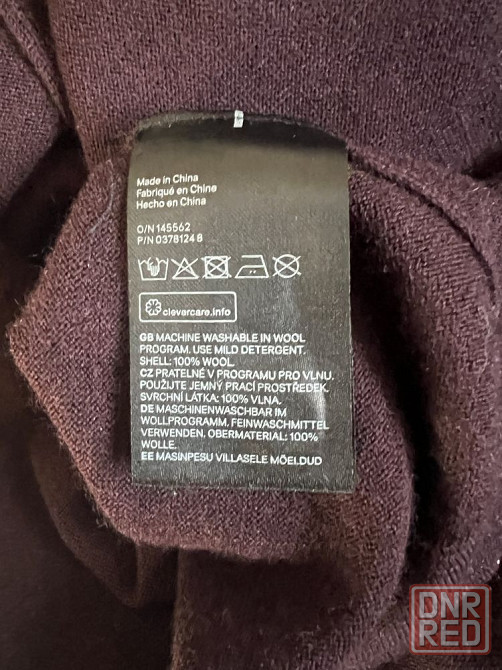 Made in China
Fabriqué en Chine
Hecho en China
O/N 145562
P/N 0378124 8
clevercare.info
GB MACHINE WASHABLE IN WOOL
PROGRAM. USE MILD DETERGENT.
SHELL: 100% WOOL
CZ PRATELNÉ V PROGRAMU PRO VLNU.
POUŽIJTE JEMNÝ PRACÍ PROSTŘEDEK.
SVRCHNÍ LÁTKA: 100% VLNA.
DE MASCHINENWASCHBAR IM
WOLLPROGRAMM. FEINWASCHMITTEL
VERWENDEN. OBERMATERIAL: 100%
WOLLE.
EE MASINPESU VILLASELE MÕELDUD
DNR
RED